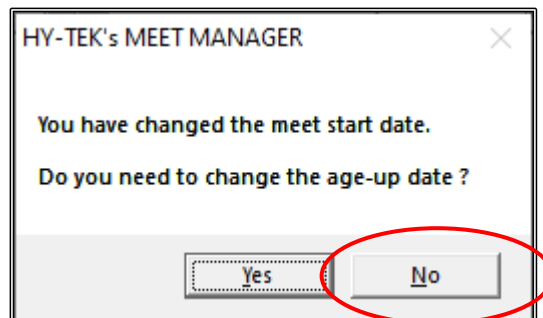 HY-TEK's MEET MANAGER
You have changed the meet start date.
Do you need to change the age-up date ?
Yes No